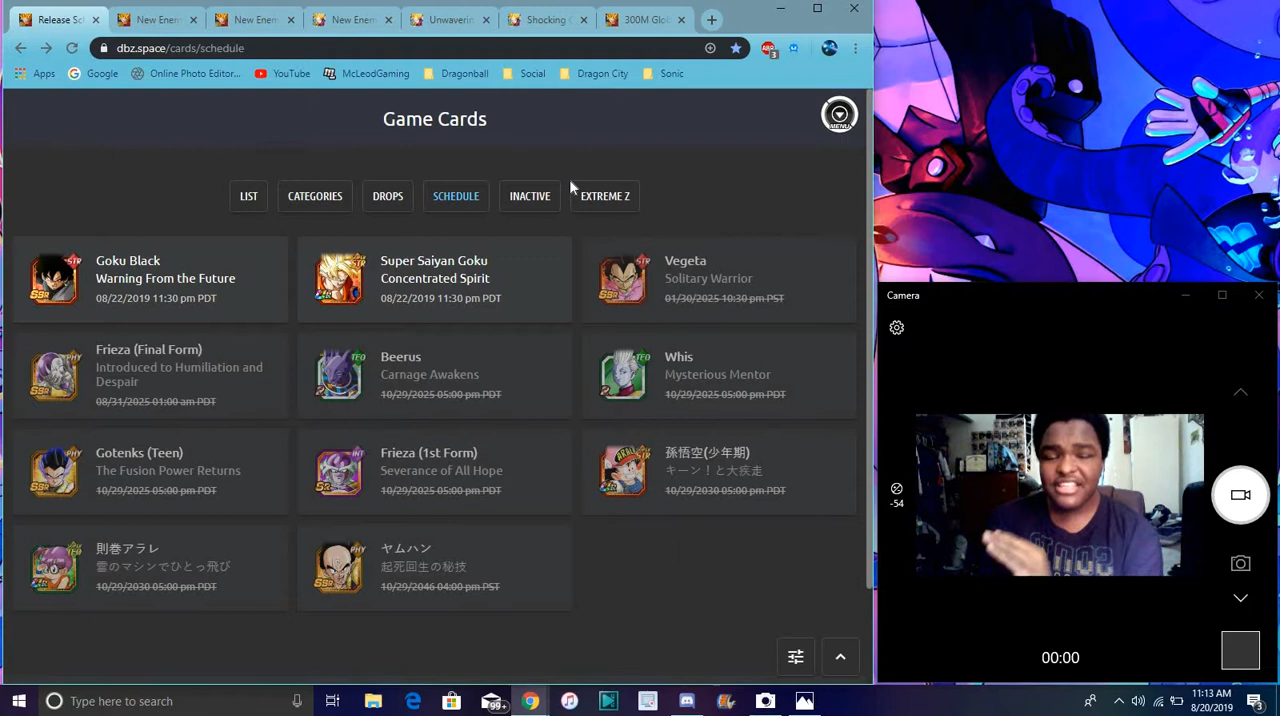 Release Sch
New Enem
New Enem
New Enem
Unwaverin
Shocking C
300M Glob
dbz.space/cards/schedule
3
Apps
Google
Online Photo Editor...
YouTube
McLeodGaming
Dragonball
Social
Dragon City
Sonic
Game Cards
MENU
LIST
CATEGORIES
DROPS
SCHEDULE
INACTIVE
EXTREME Z
Goku Black
Warning From the Future
08/22/2019 11:30 pm PDT
Super Saiyan Goku
Concentrated Spirit
08/22/2019 11:30 pm PDT
Vegeta
Solitary Warrior
01/30/2025 10:30 pm PST
Frieza (Final Form)
Introduced to Humiliation and
Despair
08/31/2025 01:00 am PDT
Beerus
Carnage Awakens
10/29/2025 05:00 pm PDT
Whis
Mysterious Mentor
10/29/2025 05:00 pm PDT
Gotenks (Teen)
The Fusion Power Returns
10/29/2025 05:00 pm PDT
Frieza (1st Form)
Severance of All Hope
10/29/2025 05:00 pm PDT
孫悟空(少年期)
キーン！と大疾走
10/29/2030 05:00 pm PDT
則巻アラレ
雲のマシンでひとっ飛び
10/29/2030 05:00 pm PDT
ヤムハン
起死回生の秘技
10/29/2046 04:00 pm PST
Camera
-54
00:00
Type here to search
99+
11:13 AM
8/20/2019
3